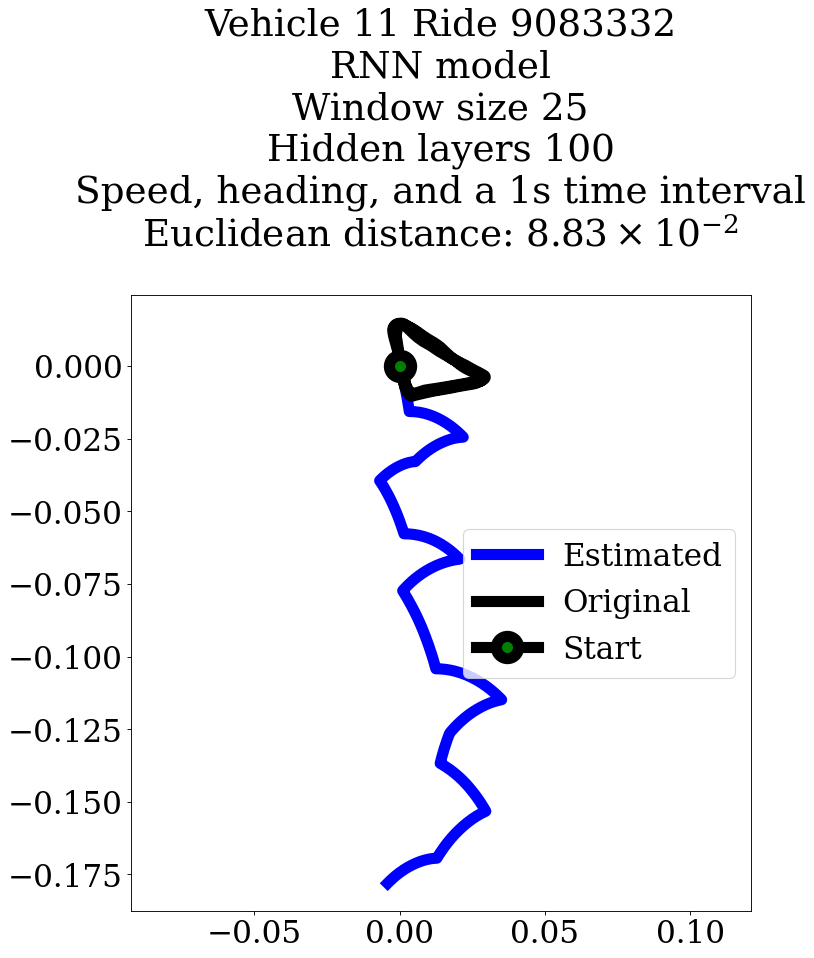 Vehicle 11 Ride 9083332
RNN model
Window size 25
Hidden layers 100
Speed, heading, and a 1s time interval
Euclidean distance: 8.83 × 10⁻²
0.000
−0.025
−0.050
−0.075
−0.100
−0.125
−0.150
−0.175
Estimated
Original
Start
−0.05 0.00 0.05 0.10